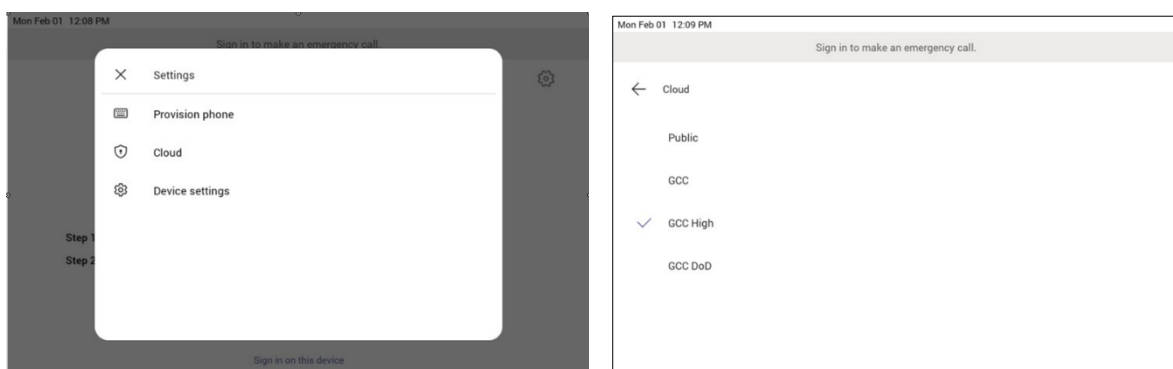 Mon Feb 01 12:08 PM
Sign in to make an emergency call.
Settings
Provision phone
Cloud
Device settings
Step 1
Step 2
Sign in on this device
Mon Feb 01 12:09 PM
Sign in to make an emergency call.
Cloud
Public
GCC
GCC High
GCC DoD